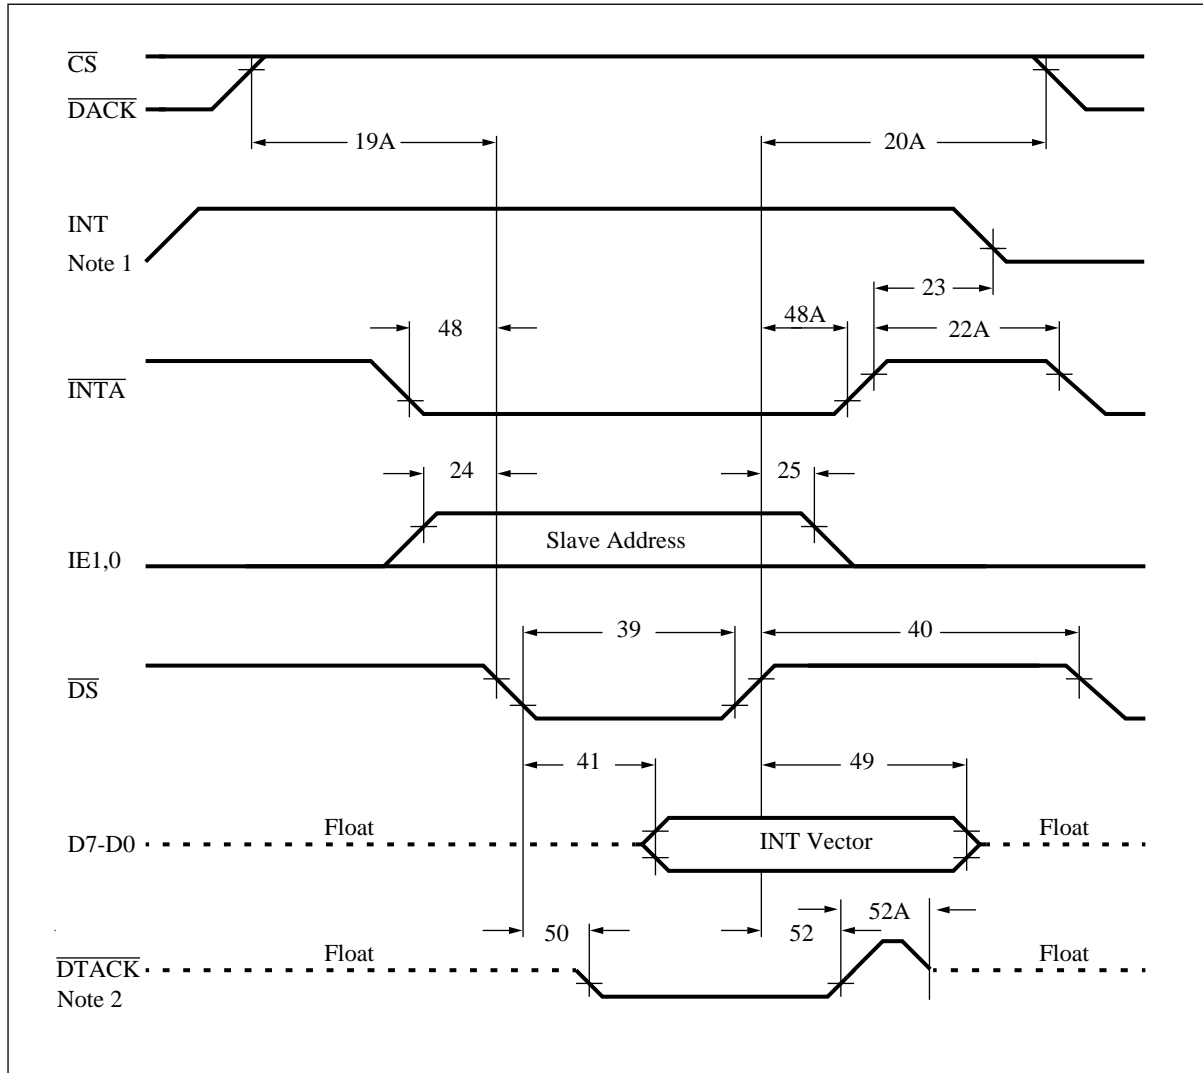 CS
DACK
19A
20A
INT
Note 1
23
48
48A
22A
INTA
24
25
Slave Address
IE1,0
39
40
DS
41
49
Float
INT Vector
Float
D7-D0
50
52
52A
Float
Float
DTACK
Note 2